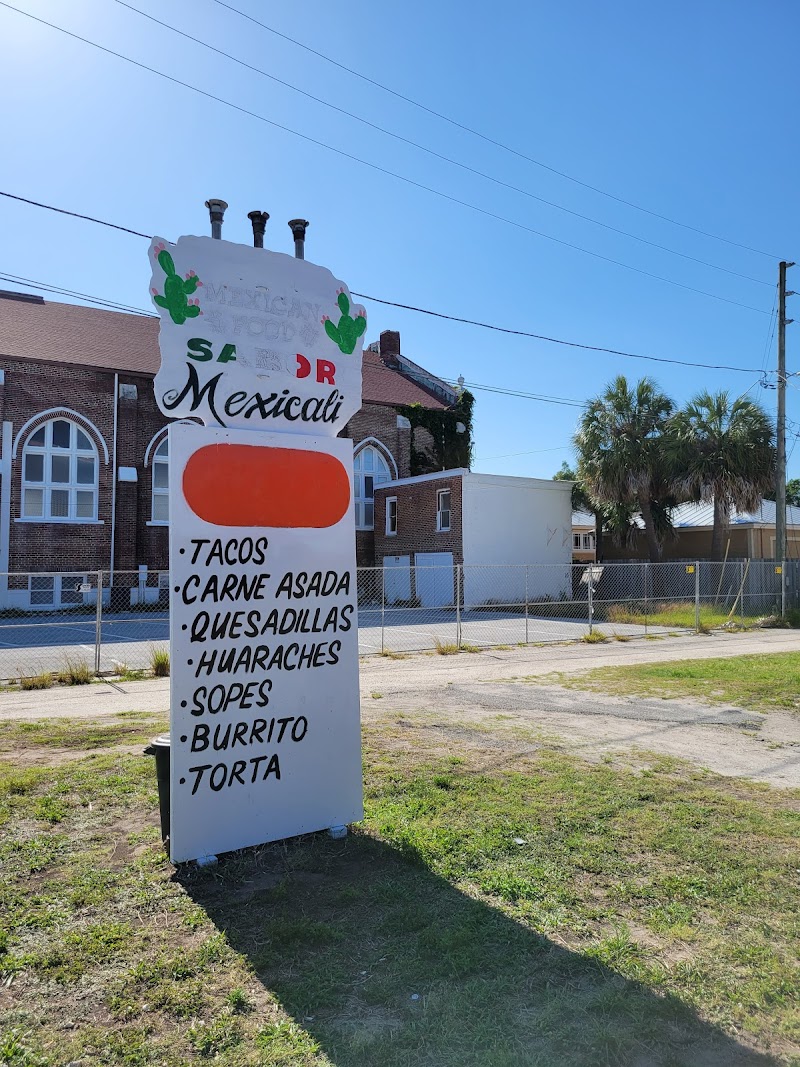 MEXICAN
FOOD
SABOR
Mexicali
·TACOS
·CARNE ASADA
·QUESADILLAS
·HUARACHES
·SOPES
·BURRITO
·TORTA